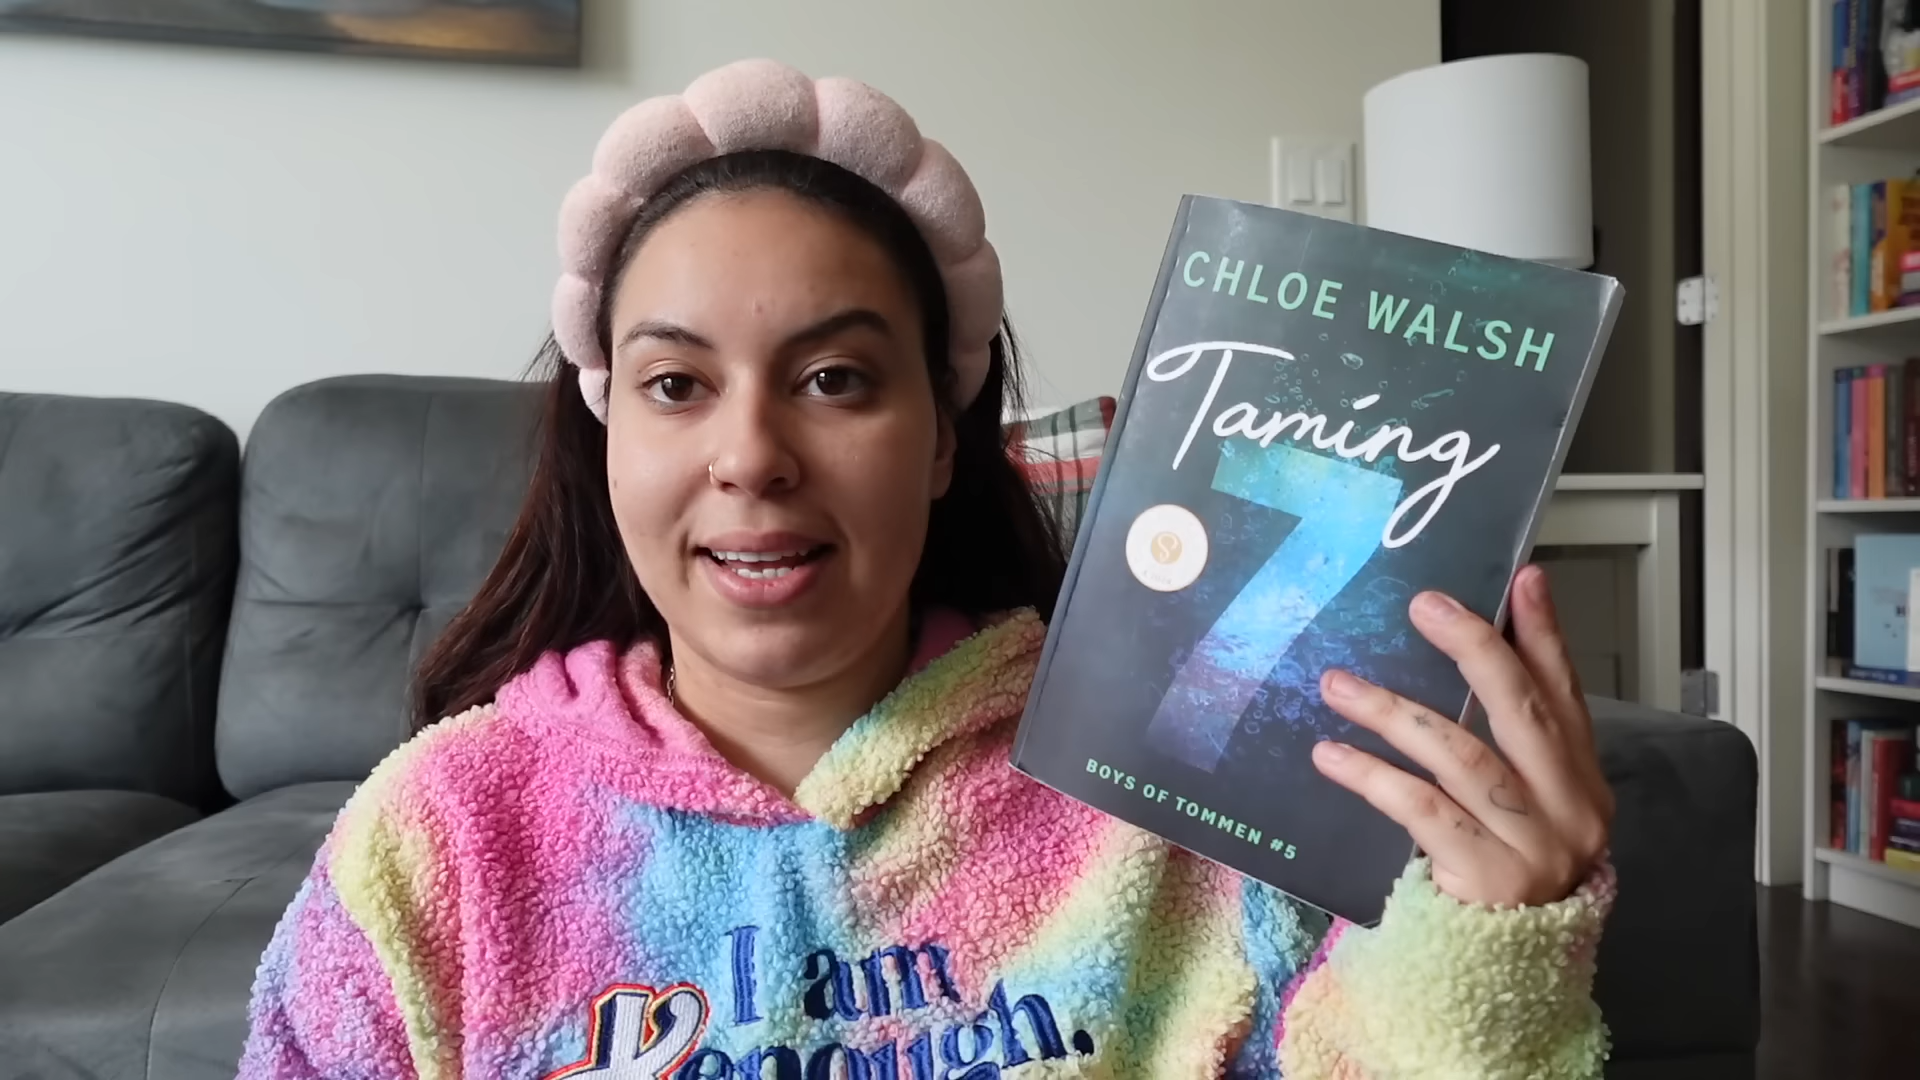 CHLOE WALSH
Taming
7
BOYS OF TOMMEN #5
I am
Kenough.